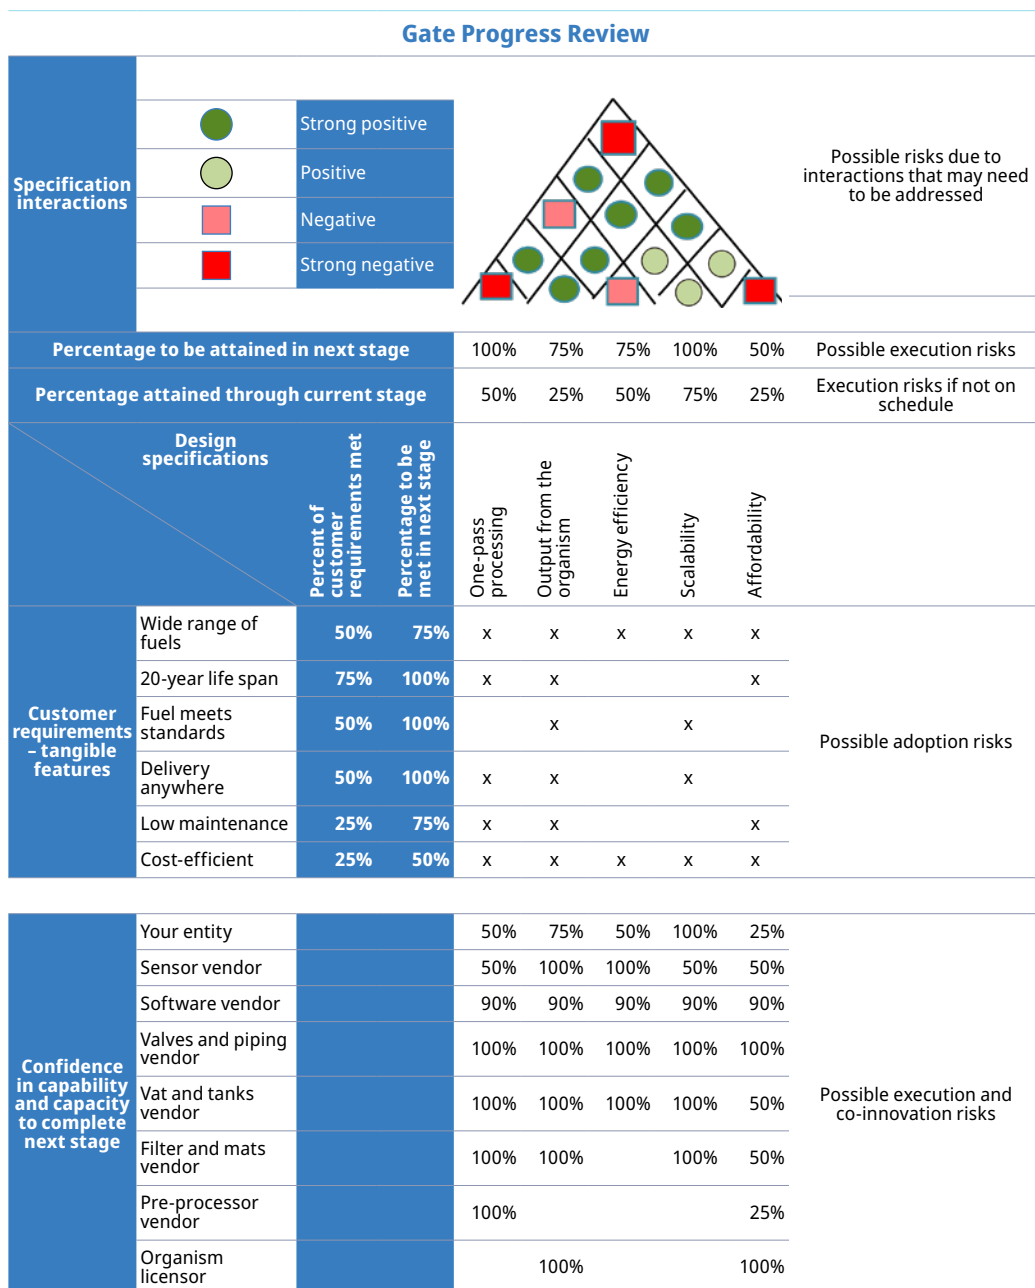 Gate Progress Review
Specification
interactions
Strong positive
Positive
Negative
Strong negative
Possible risks due to
interactions that may need
to be addressed
Percentage to be attained in next stage 100% 75% 75% 100% 50% Possible execution risks
Percentage attained through current stage 50% 25% 50% 75% 25% Execution risks if not on
schedule
Design
specifications
Percent of
customer
requirements met
Percentage to be
met in next stage
One-pass
processing
Output from the
organism
Energy efficiency
Scalability
Affordability
Customer
requirements
– tangible
features
Wide range of
fuels
50% 75% x x x x x
20-year life span 75% 100% x x x
Fuel meets
standards
50% 100% x x
Delivery
anywhere
50% 100% x x x
Low maintenance 25% 75% x x x
Cost-efficient 25% 50% x x x x x
Possible adoption risks
Confidence
in capability
and capacity
to complete
next stage
Your entity 50% 75% 50% 100% 25%
Sensor vendor 50% 100% 100% 50% 50%
Software vendor 90% 90% 90% 90% 90%
Valves and piping
vendor
100% 100% 100% 100% 100%
Vat and tanks
vendor
100% 100% 100% 100% 50%
Filter and mats
vendor
100% 100% 100% 50%
Pre-processor
vendor
100% 25%
Organism
licensor
100% 100%
Possible execution and
co-innovation risks